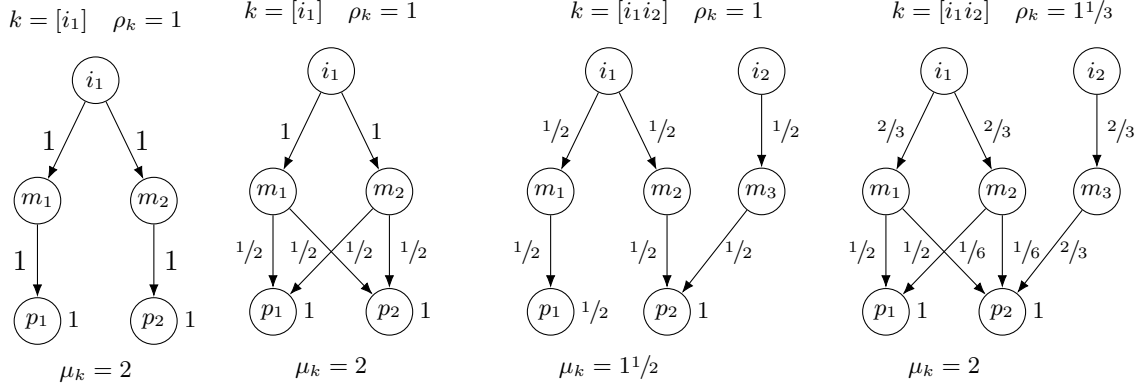 k = [i₁] ρₖ = 1
i₁
1 1
m₁ m₂
1 1
p₁ 1 p₂ 1
μₖ = 2
k = [i₁] ρₖ = 1
i₁
1 1
m₁ m₂
1/2 1/2 1/2 1/2
p₁ 1 p₂ 1
μₖ = 2
k = [i₁i₂] ρₖ = 1
i₁ i₂
1/2 1/2 1/2
m₁ m₂ m₃
1/2 1/2 1/2
p₁ 1/2 p₂ 1
μₖ = 1 1/2
k = [i₁i₂] ρₖ = 1 1/3
i₁ i₂
2/3 2/3 2/3
m₁ m₂ m₃
1/2 1/2 1/6 1/6 2/3
p₁ 1 p₂ 1
μₖ = 2